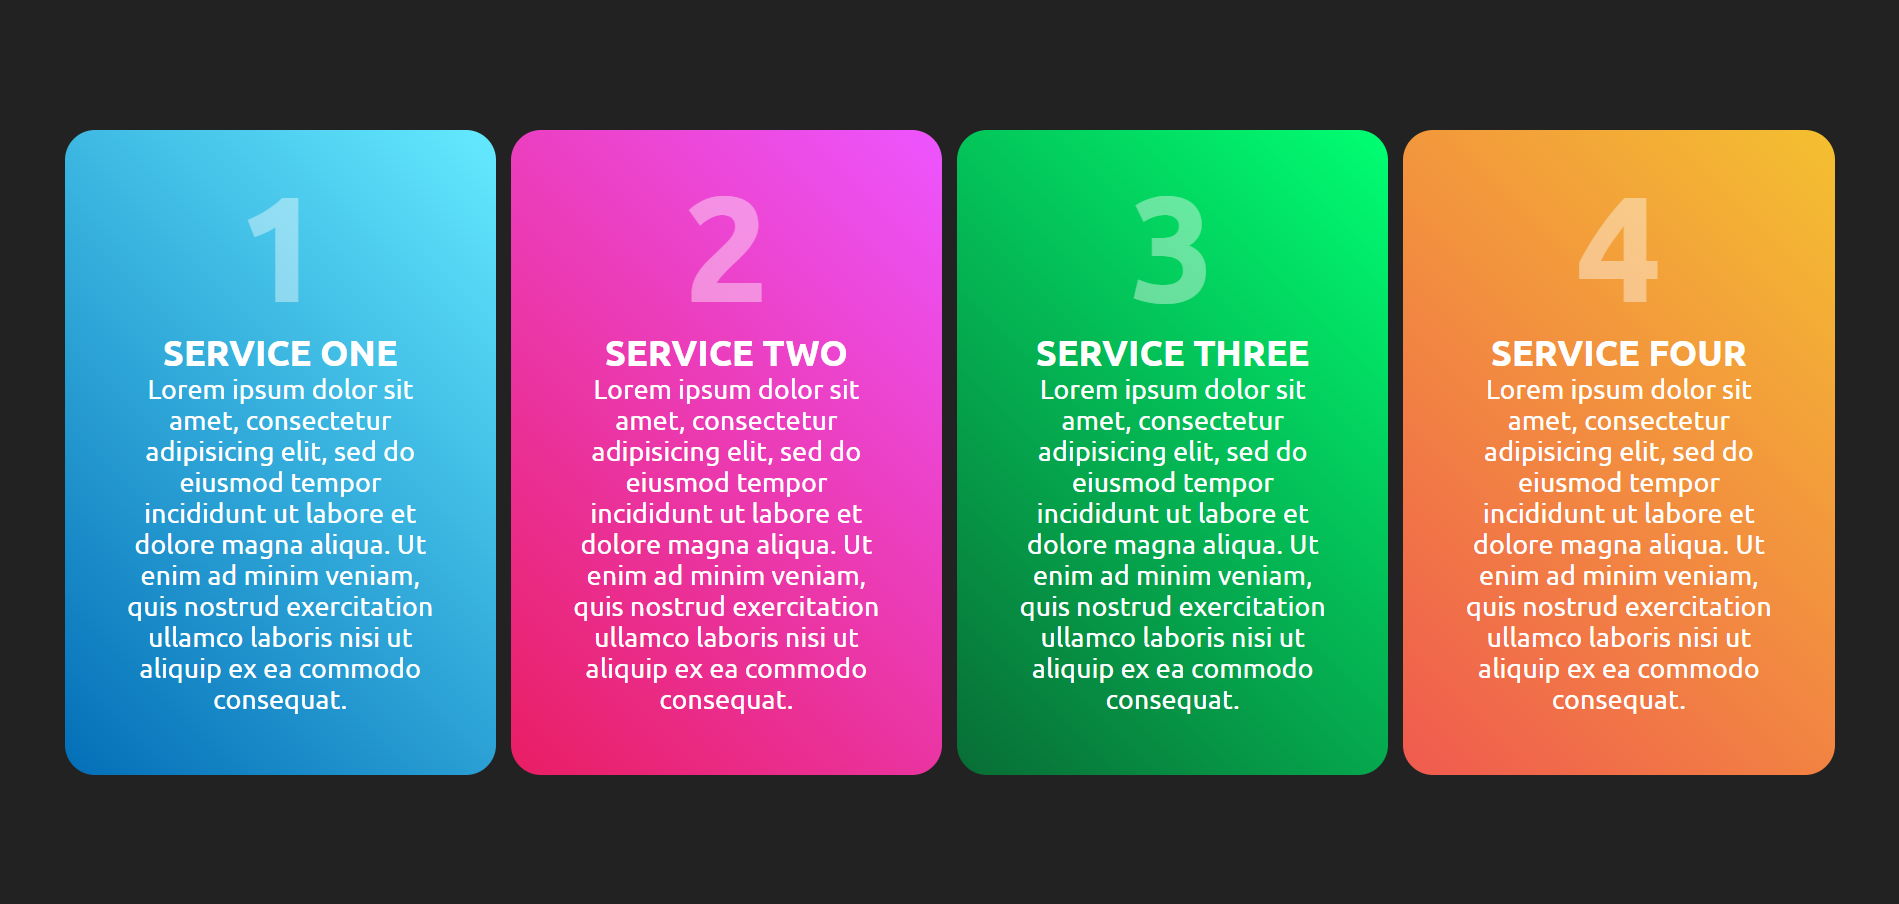 1
SERVICE ONE
Lorem ipsum dolor sit
amet, consectetur
adipisicing elit, sed do
eiusmod tempor
incididunt ut labore et
dolore magna aliqua. Ut
enim ad minim veniam,
quis nostrud exercitation
ullamco laboris nisi ut
aliquip ex ea commodo
consequat.
2
SERVICE TWO
Lorem ipsum dolor sit
amet, consectetur
adipisicing elit, sed do
eiusmod tempor
incididunt ut labore et
dolore magna aliqua. Ut
enim ad minim veniam,
quis nostrud exercitation
ullamco laboris nisi ut
aliquip ex ea commodo
consequat.
3
SERVICE THREE
Lorem ipsum dolor sit
amet, consectetur
adipisicing elit, sed do
eiusmod tempor
incididunt ut labore et
dolore magna aliqua. Ut
enim ad minim veniam,
quis nostrud exercitation
ullamco laboris nisi ut
aliquip ex ea commodo
consequat.
4
SERVICE FOUR
Lorem ipsum dolor sit
amet, consectetur
adipisicing elit, sed do
eiusmod tempor
incididunt ut labore et
dolore magna aliqua. Ut
enim ad minim veniam,
quis nostrud exercitation
ullamco laboris nisi ut
aliquip ex ea commodo
consequat.